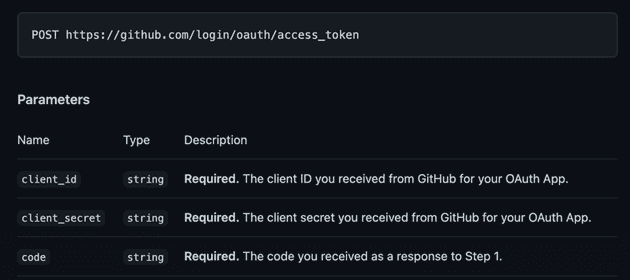 POST https://github.com/login/oauth/access_token
Parameters
Name Type Description
client_id string Required. The client ID you received from GitHub for your OAuth App.
client_secret string Required. The client secret you received from GitHub for your OAuth App.
code string Required. The code you received as a response to Step 1.